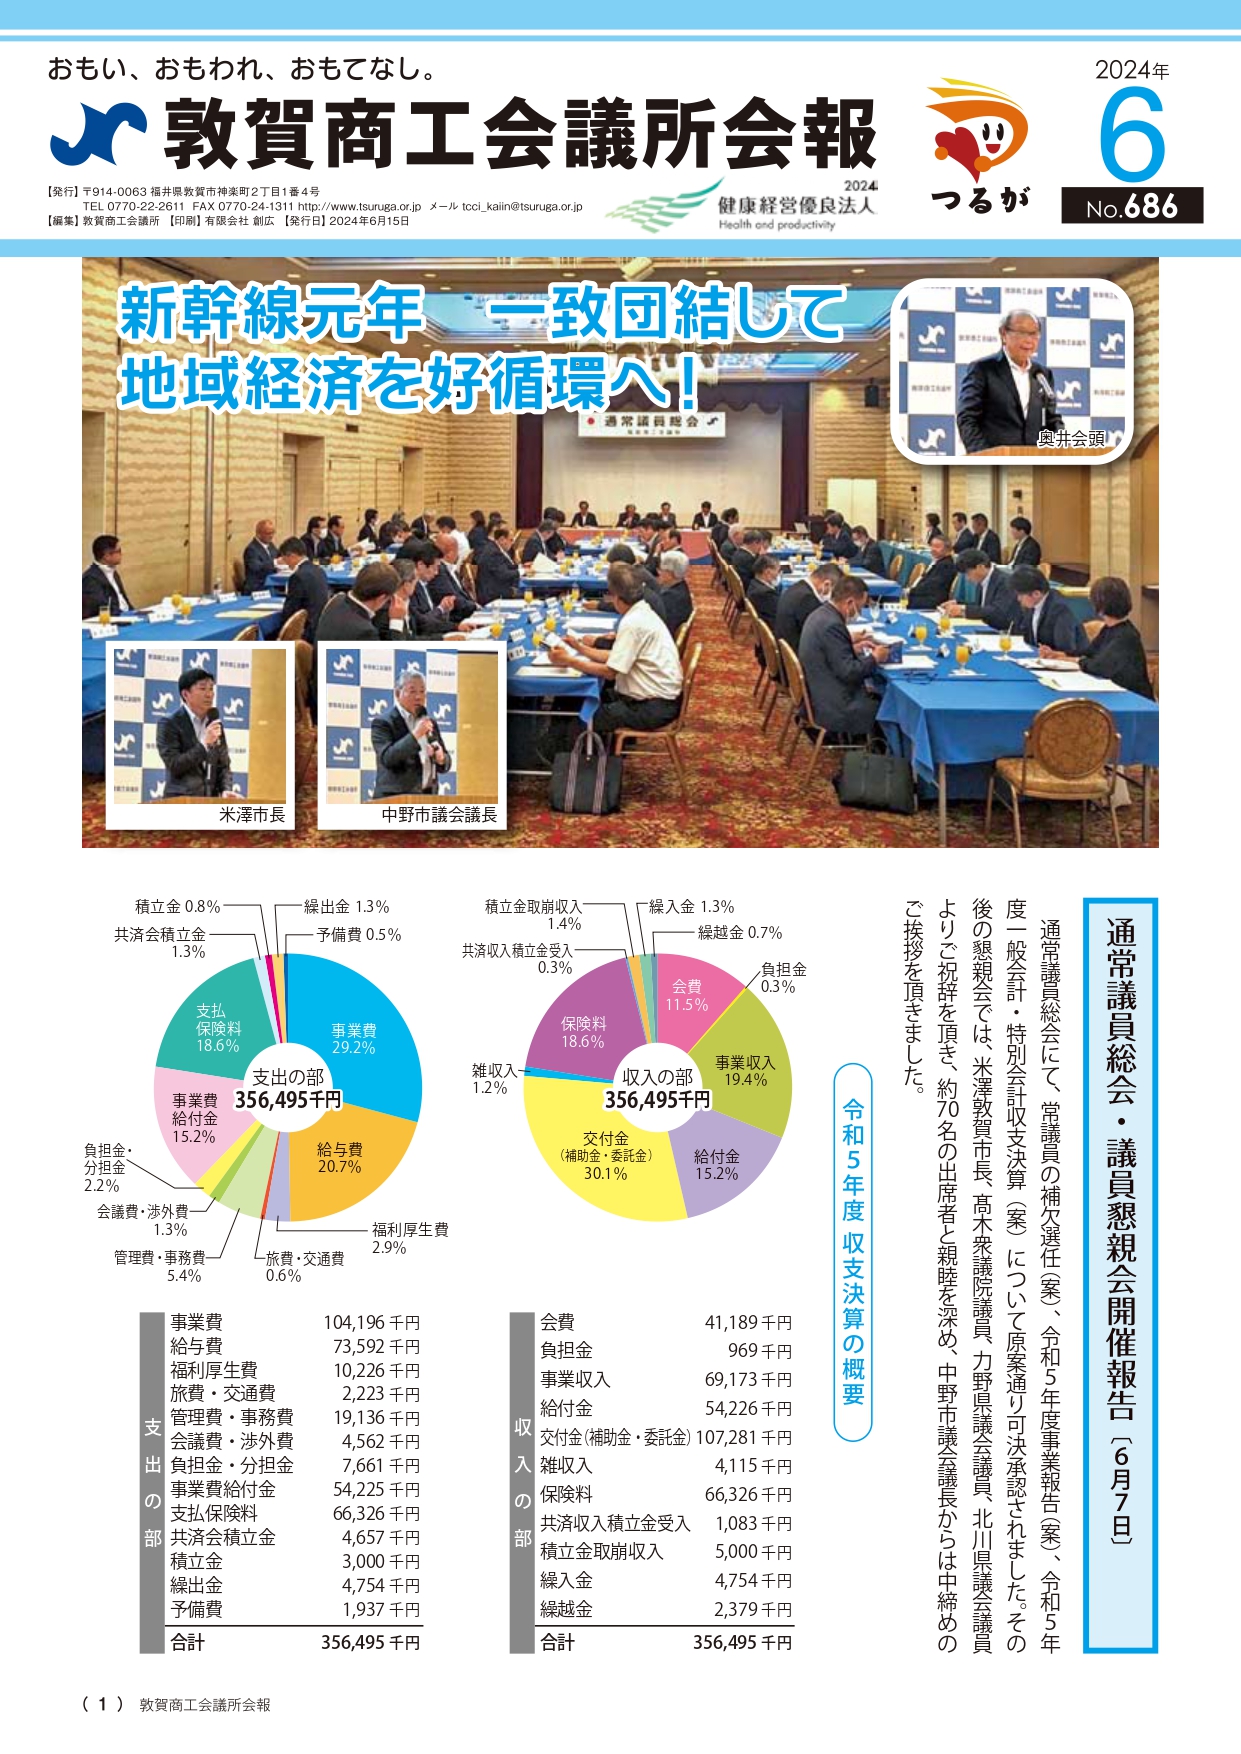 おもい、おもわれ、おもてなし。
敦賀商工会議所会報
【発行】〒914-0063 福井県敦賀市神楽町2丁目1番4号
TEL 0770-22-2611 FAX 0770-24-1311 http://www.tsuruga.or.jp メール tcci_kaiin@tsuruga.or.jp
【編集】敦賀商工会議所 【印刷】有限会社 創広 【発行日】2024年6月15日
2024
健康経営優良法人
Health and productivity
つるが
2024年
6
No.686
新幹線元年 一致団結して
地域経済を好循環へ！
通常議員総会
奥井会頭
米澤市長
中野市議会議長
通常議員総会・議員懇親会開催報告〔6月7日〕
通常議員総会にて、常議員の補欠選任（案）、令和5年度事業報告（案）、令和5年
度一般会計・特別会計収支決算（案）について原案通り可決承認されました。その
後の懇親会では、米澤敦賀市長、髙木衆議院議員、力野県議会議員、北川県議会議員
よりご祝辞を頂き、約70名の出席者と親睦を深め、中野市議会議長からは中締めの
ご挨拶を頂きました。
令和5年度 収支決算の概要
積立金 0.8%
繰出金 1.3%
共済会積立金
1.3%
予備費 0.5%
支払
保険料
18.6%
事業費
29.2%
支出の部
356,495千円
事業費
給付金
15.2%
給与費
20.7%
負担金・
分担金
2.2%
会議費・渉外費
1.3%
管理費・事務費
5.4%
旅費・交通費
0.6%
福利厚生費
2.9%
積立金取崩収入
1.4%
繰入金 1.3%
共済収入積立金受入
0.3%
繰越金 0.7%
負担金
0.3%
会費
11.5%
保険料
18.6%
雑収入
1.2%
収入の部
356,495千円
事業収入
19.4%
交付金
（補助金・委託金）
30.1%
給付金
15.2%
支出の部
事業費 104,196 千円
給与費 73,592 千円
福利厚生費 10,226 千円
旅費・交通費 2,223 千円
管理費・事務費 19,136 千円
会議費・渉外費 4,562 千円
負担金・分担金 7,661 千円
事業費給付金 54,225 千円
支払保険料 66,326 千円
共済会積立金 4,657 千円
積立金 3,000 千円
繰出金 4,754 千円
予備費 1,937 千円
合計 356,495 千円
収入の部
会費 41,189 千円
負担金 969 千円
事業収入 69,173 千円
給付金 54,226 千円
交付金（補助金・委託金）107,281 千円
雑収入 4,115 千円
保険料 66,326 千円
共済収入積立金受入 1,083 千円
積立金取崩収入 5,000 千円
繰入金 4,754 千円
繰越金 2,379 千円
合計 356,495 千円
（ 1 ） 敦賀商工会議所会報